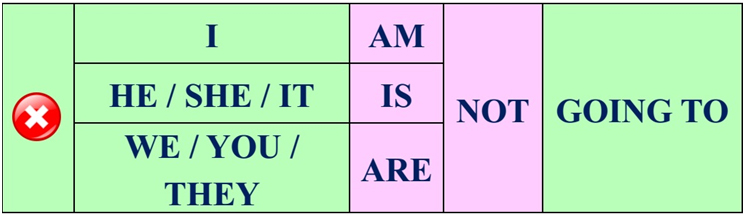 I AM
HE / SHE / IT IS
NOT GOING TO
WE / YOU /
THEY
ARE